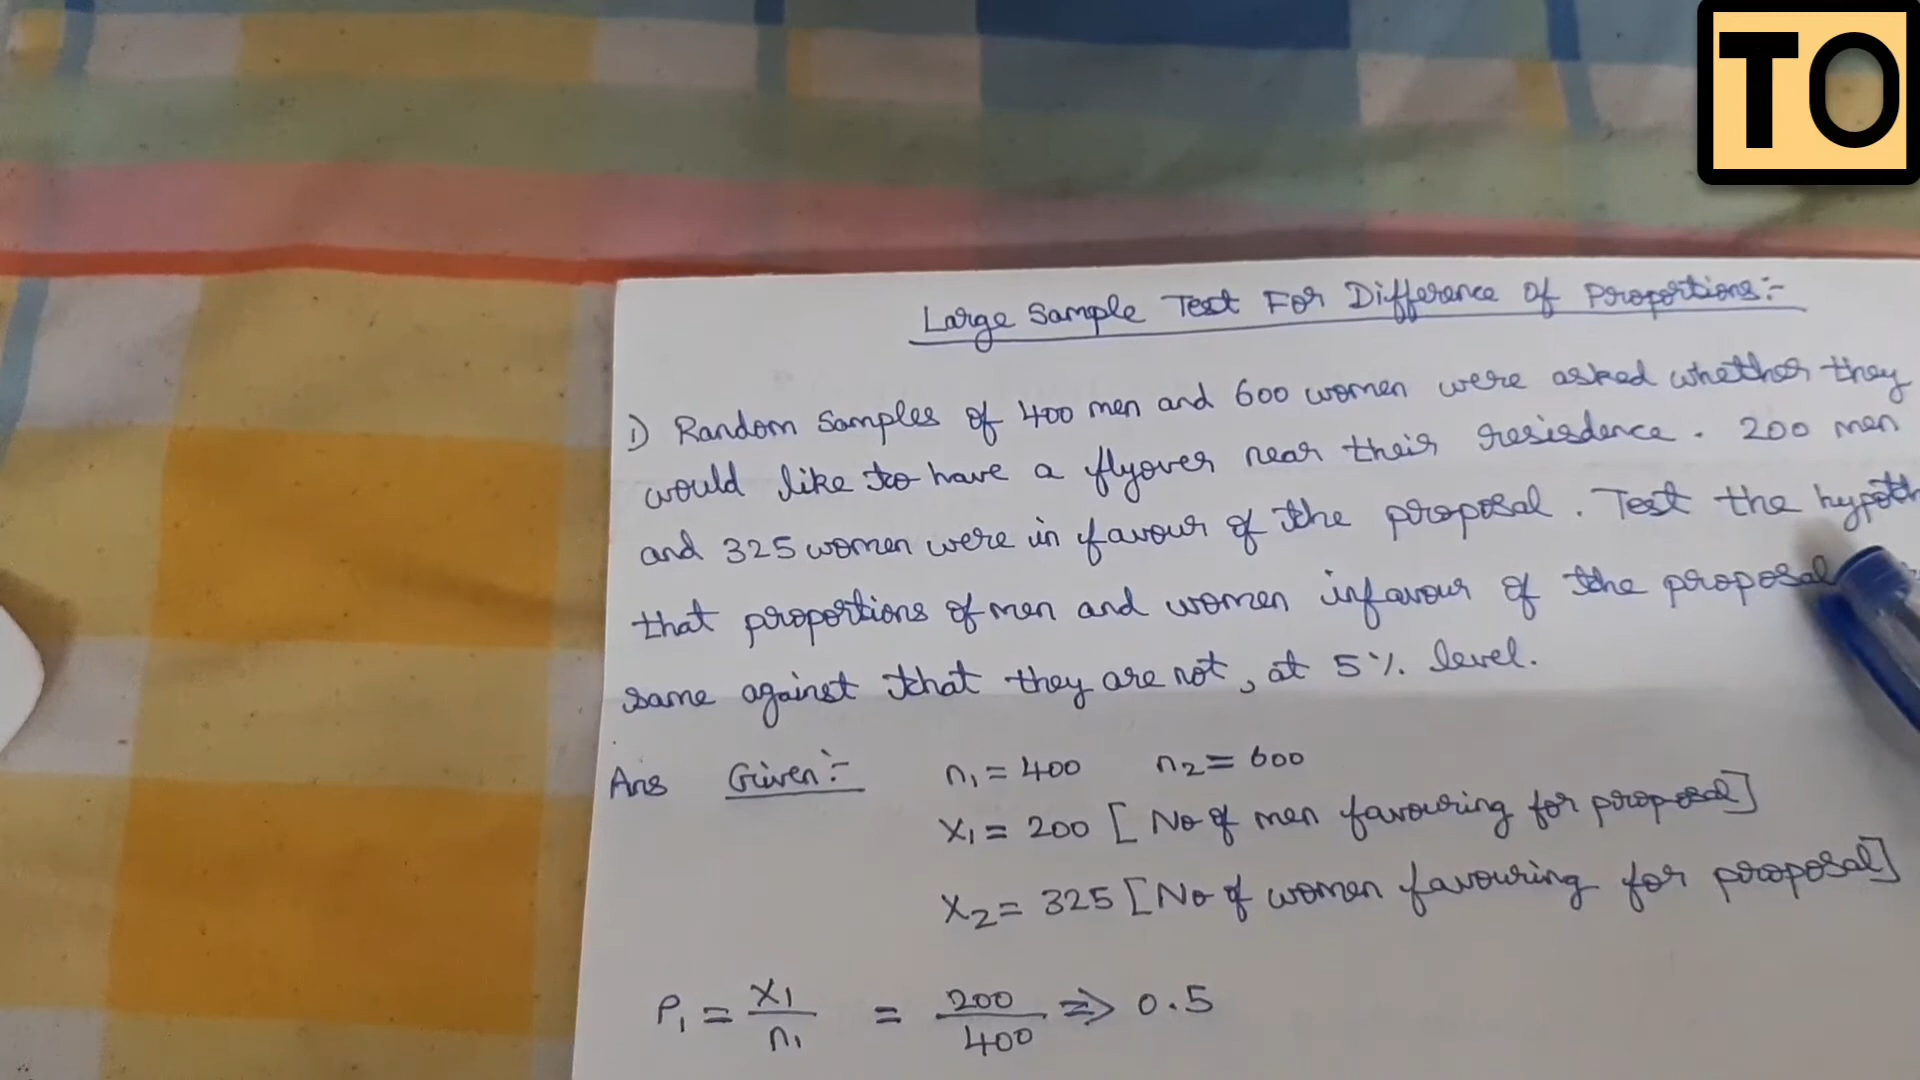 TO
Large Sample Test For Difference of Proportions:-
1) Random Samples of 400 men and 600 women were asked whether they
would like to have a flyover near their resisdence. 200 men
and 325 women were in favour of the proposal. Test the hypoth
that proportions of men and women infavour of the proposal
same against that they are not, at 5% level.
Ans Given:- n1 = 400 n2 = 600
X1 = 200 [No of men favouring for proposal]
X2 = 325 [No of women favouring for proposal]
P1 = X1/n1 = 200/400 => 0.5